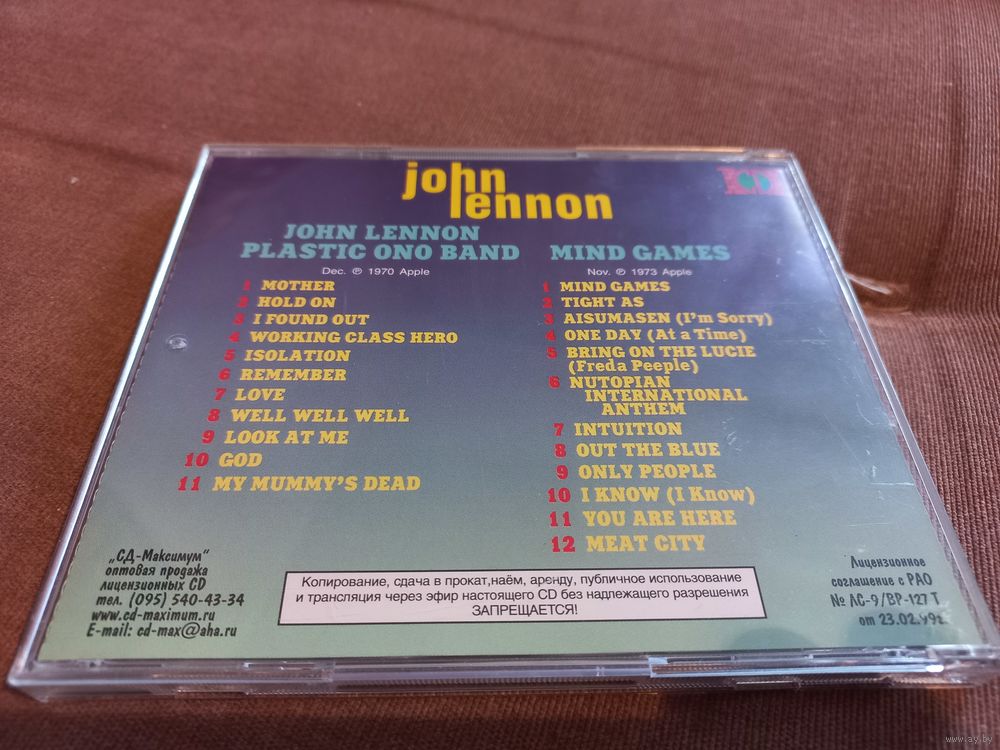 john
lennon
CD
JOHN LENNON
PLASTIC ONO BAND
Dec. ℗ 1970 Apple
1 MOTHER
2 HOLD ON
3 I FOUND OUT
4 WORKING CLASS HERO
5 ISOLATION
6 REMEMBER
7 LOVE
8 WELL WELL WELL
9 LOOK AT ME
10 GOD
11 MY MUMMY'S DEAD
MIND GAMES
Nov. ℗ 1973 Apple
1 MIND GAMES
2 TIGHT AS
3 AISUMASEN (I'm Sorry)
4 ONE DAY (At a Time)
5 BRING ON THE LUCIE
(Freda Peeple)
6 NUTOPIAN
INTERNATIONAL
ANTHEM
7 INTUITION
8 OUT THE BLUE
9 ONLY PEOPLE
10 I KNOW (I Know)
11 YOU ARE HERE
12 MEAT CITY
„СД-Максимум"
оптовая продажа
лицензионных CD
тел. (095) 540-43-34
www.cd-maximum.ru
E-mail: cd-max@aha.ru
Копирование, сдача в прокат,наём, аренду, публичное использование
и трансляция через эфир настоящего CD без надлежащего разрешения
ЗАПРЕЩАЕТСЯ!
Лицензионное
соглашение с РАО
№ ЛС-9/ВР-127 Т
от 23.02.99г.
www.ay.by